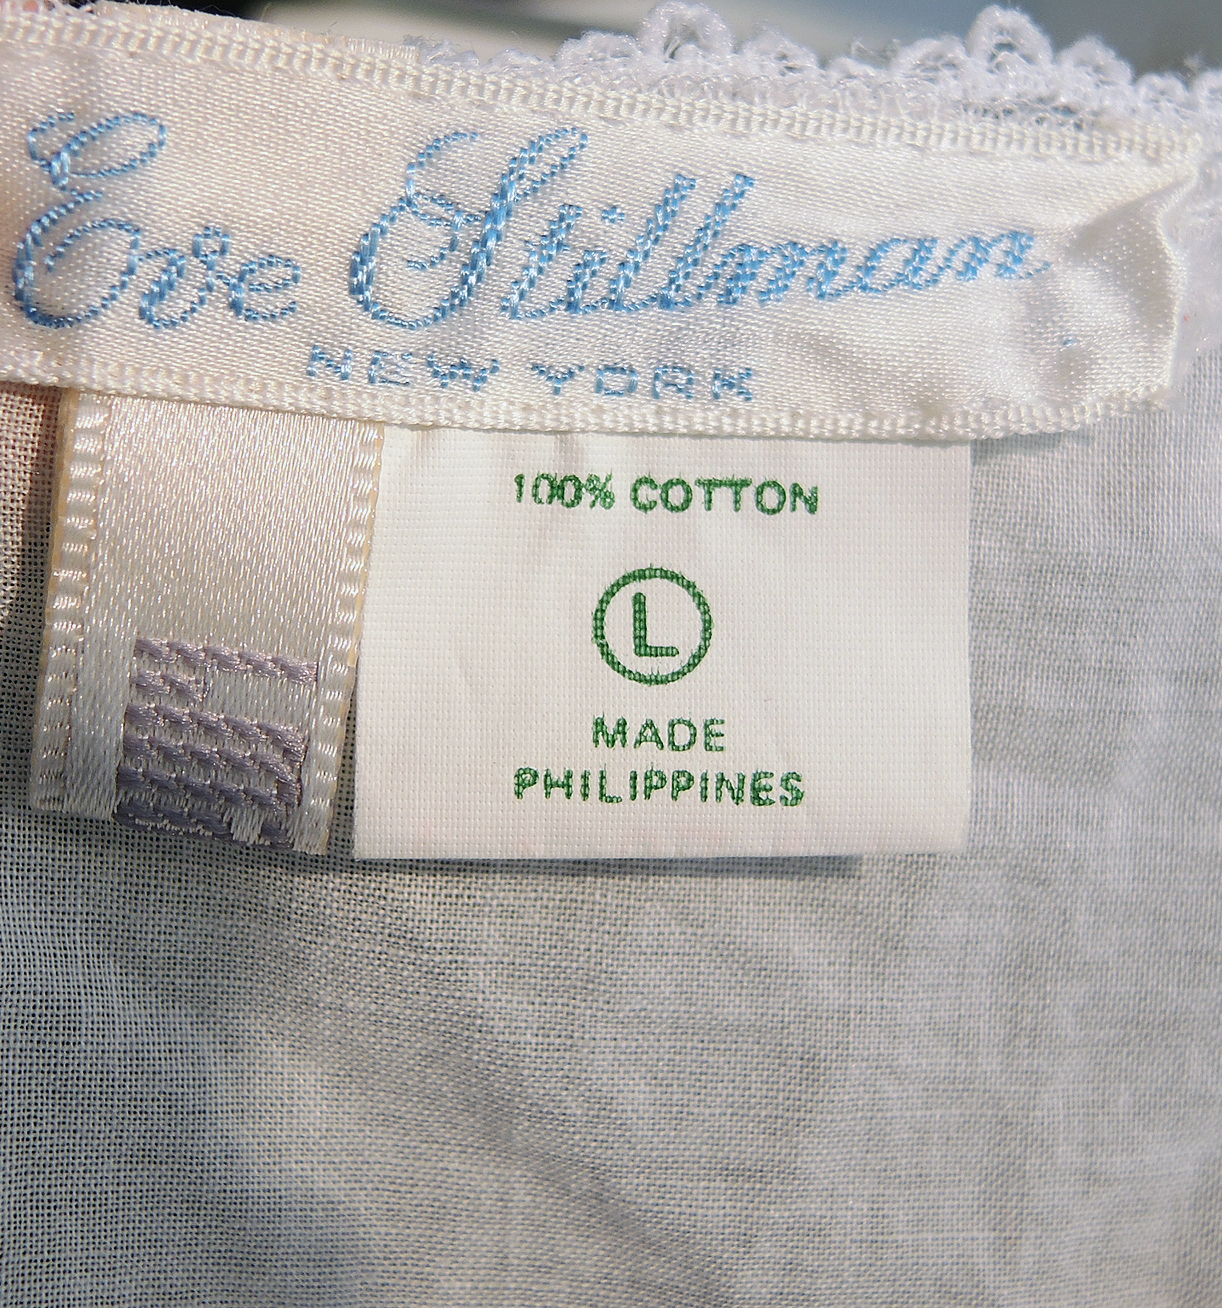 Eve Stillman
NEW YORK
100% COTTON
L
MADE
PHILIPPINES